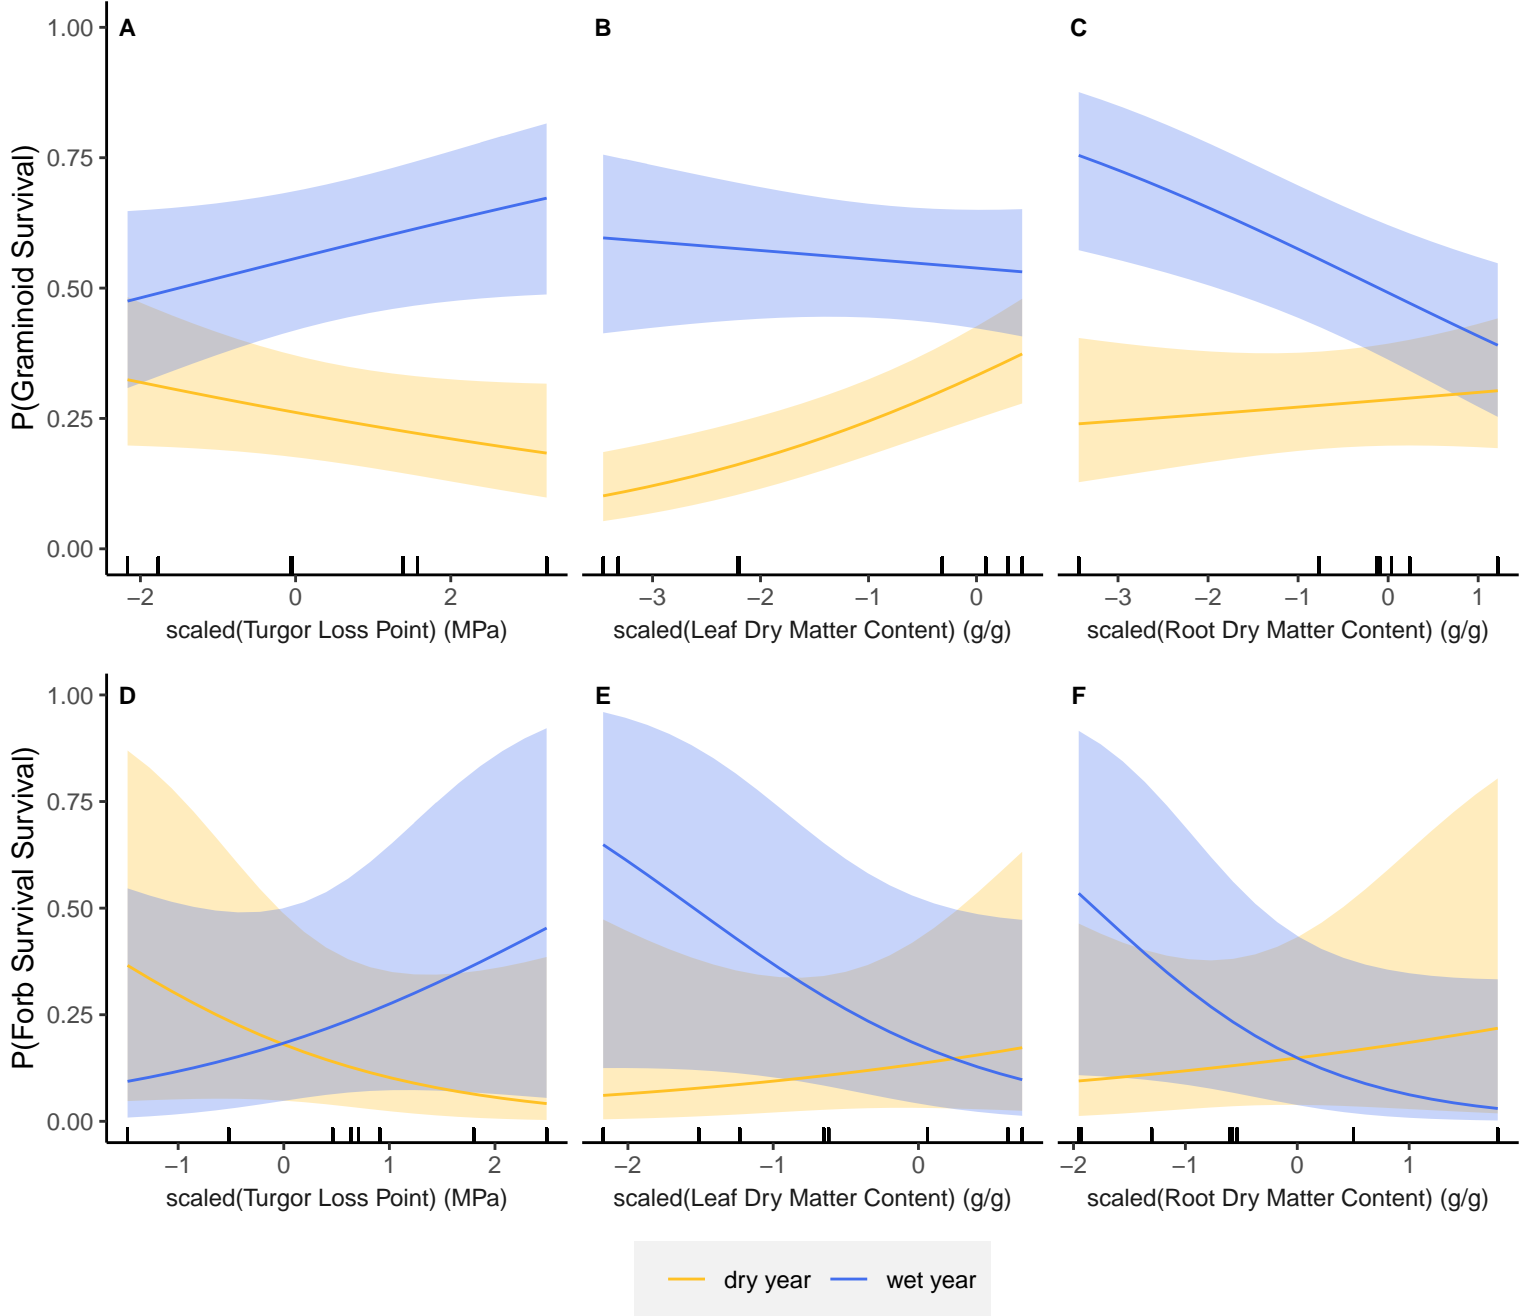 A B C
P(Graminoid Survival)
1.00
0.75
0.50
0.25
0.00
−2 0 2
−3 −2 −1 0
−3 −2 −1 0 1
scaled(Turgor Loss Point) (MPa)
scaled(Leaf Dry Matter Content) (g/g)
scaled(Root Dry Matter Content) (g/g)
D E F
P(Forb Survival Survival)
1.00
0.75
0.50
0.25
0.00
−1 0 1 2
−2 −1 0
−2 −1 0 1
scaled(Turgor Loss Point) (MPa)
scaled(Leaf Dry Matter Content) (g/g)
scaled(Root Dry Matter Content) (g/g)
dry year wet year